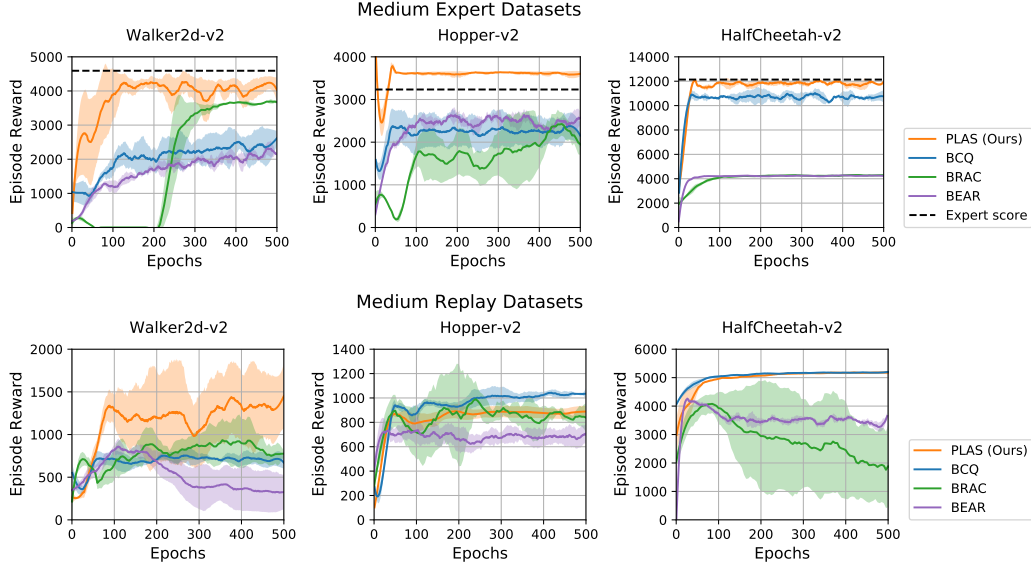 Medium Expert Datasets
Walker2d-v2
Hopper-v2
HalfCheetah-v2
Episode Reward
5000
4000
3000
2000
1000
0
0 100 200 300 400 500
Epochs
Episode Reward
4000
3000
2000
1000
0
0 100 200 300 400 500
Epochs
Episode Reward
14000
12000
10000
8000
6000
4000
2000
0
0 100 200 300 400 500
Epochs
PLAS (Ours)
BCQ
BRAC
BEAR
Expert score
Medium Replay Datasets
Walker2d-v2
Hopper-v2
HalfCheetah-v2
Episode Reward
2000
1500
1000
500
0
0 100 200 300 400 500
Epochs
Episode Reward
1400
1200
1000
800
600
400
200
0
0 100 200 300 400 500
Epochs
Episode Reward
6000
5000
4000
3000
2000
1000
0
0 100 200 300 400 500
Epochs
PLAS (Ours)
BCQ
BRAC
BEAR